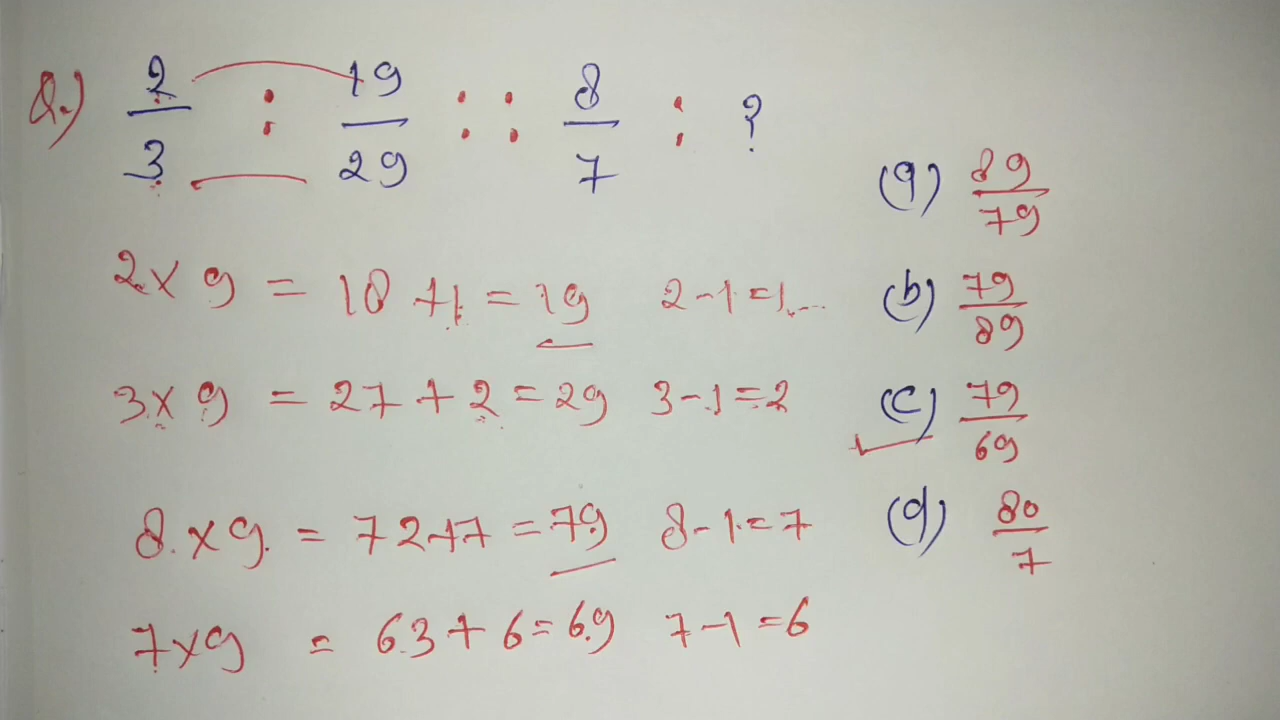 Q.) 2/3 : 19/29 :: 8/7 : ?
(a) 89/79
2 x 9 = 18 + 1 = 19 2 - 1 = 1
(b) 79/89
3 x 9 = 27 + 2 = 29 3 - 1 = 2
(c) 79/69
8 x 9 = 72 + 7 = 79 8 - 1 = 7
(d) 80/7
7 x 9 = 63 + 6 = 69 7 - 1 = 6